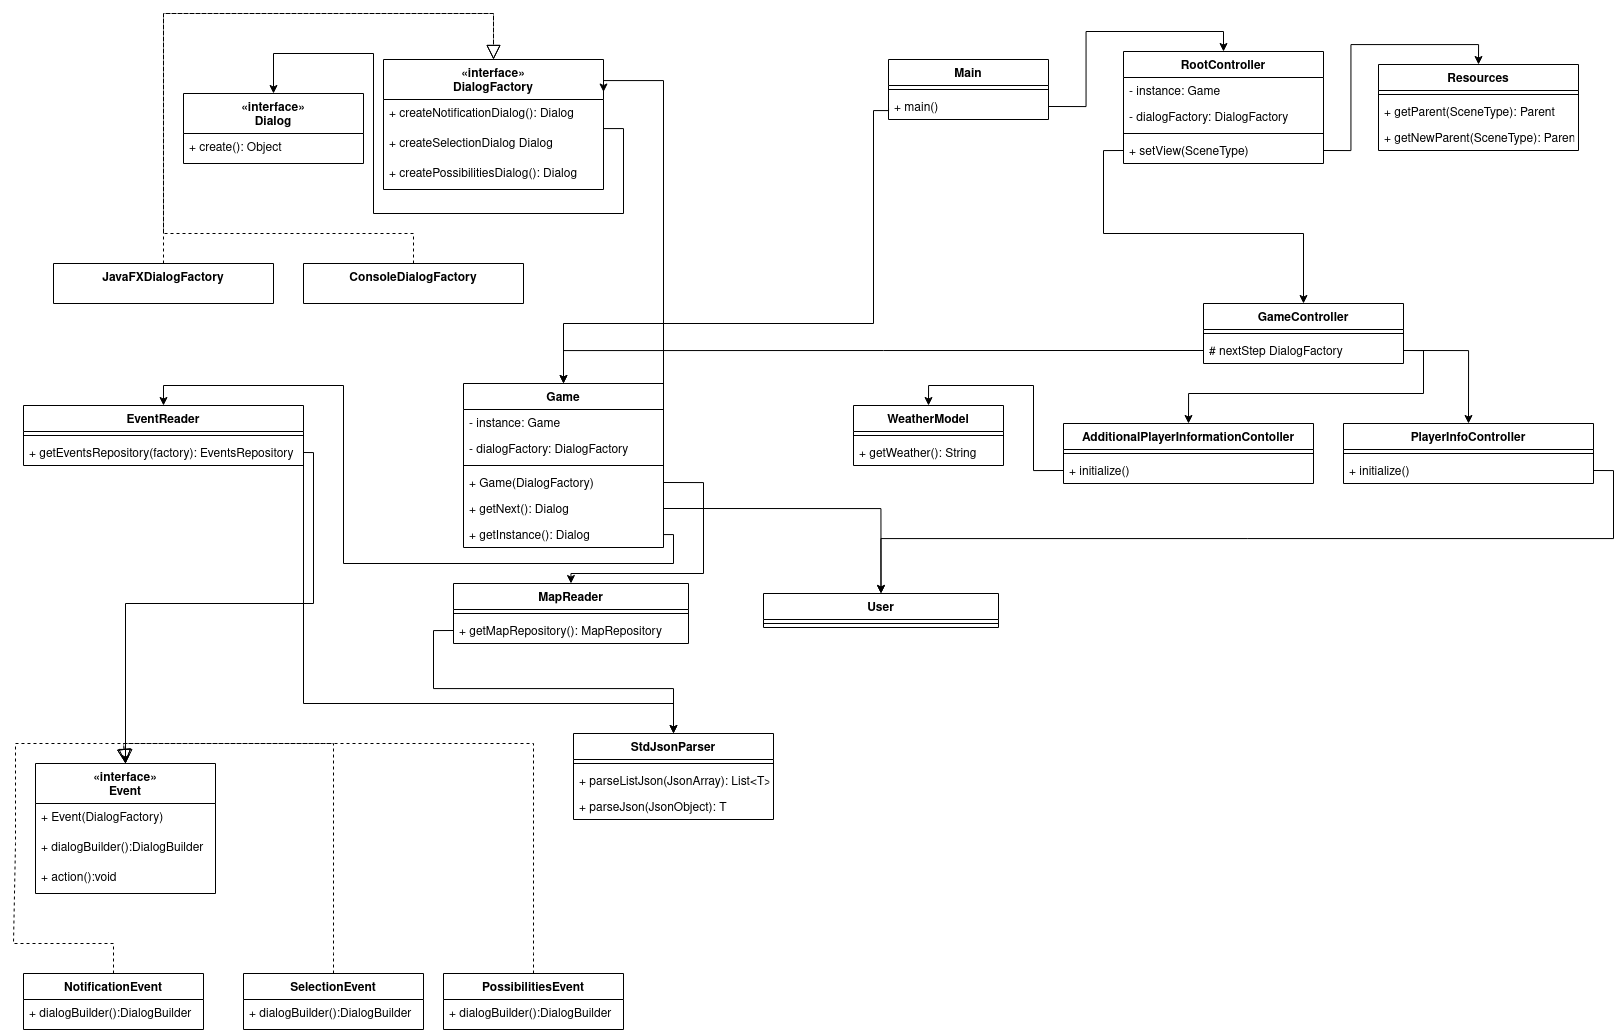 «interface»
Dialog
+ create(): Object
«interface»
DialogFactory
+ createNotificationDialog(): Dialog
+ createSelectionDialog Dialog
+ createPossibilitiesDialog(): Dialog
Main
+ main()
RootController
- instance: Game
- dialogFactory: DialogFactory
+ setView(SceneType)
Resources
+ getParent(SceneType): Parent
+ getNewParent(SceneType): Paren
JavaFXDialogFactory
ConsoleDialogFactory
GameController
# nextStep DialogFactory
EventReader
+ getEventsRepository(factory): EventsRepository
Game
- instance: Game
- dialogFactory: DialogFactory
+ Game(DialogFactory)
+ getNext(): Dialog
+ getInstance(): Dialog
WeatherModel
+ getWeather(): String
AdditionalPlayerInformationContoller
+ initialize()
PlayerInfoController
+ initialize()
MapReader
+ getMapRepository(): MapRepository
User
StdJsonParser
+ parseListJson(JsonArray): List<T>
+ parseJson(JsonObject): T
«interface»
Event
+ Event(DialogFactory)
+ dialogBuilder():DialogBuilder
+ action():void
NotificationEvent
+ dialogBuilder():DialogBuilder
SelectionEvent
+ dialogBuilder():DialogBuilder
PossibilitiesEvent
+ dialogBuilder():DialogBuilder